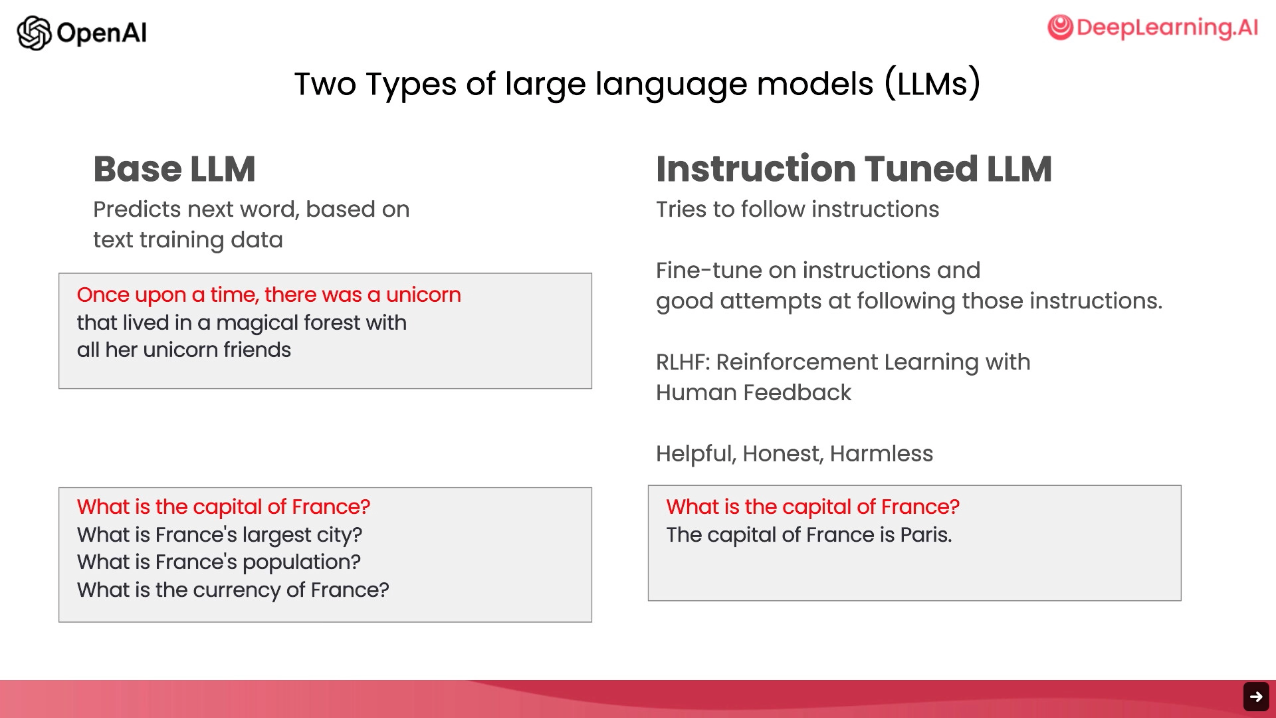 OpenAI
DeepLearning.AI
Two Types of large language models (LLMs)
Base LLM
Predicts next word, based on
text training data
Once upon a time, there was a unicorn
that lived in a magical forest with
all her unicorn friends
What is the capital of France?
What is France's largest city?
What is France's population?
What is the currency of France?
Instruction Tuned LLM
Tries to follow instructions
Fine-tune on instructions and
good attempts at following those instructions.
RLHF: Reinforcement Learning with
Human Feedback
Helpful, Honest, Harmless
What is the capital of France?
The capital of France is Paris.